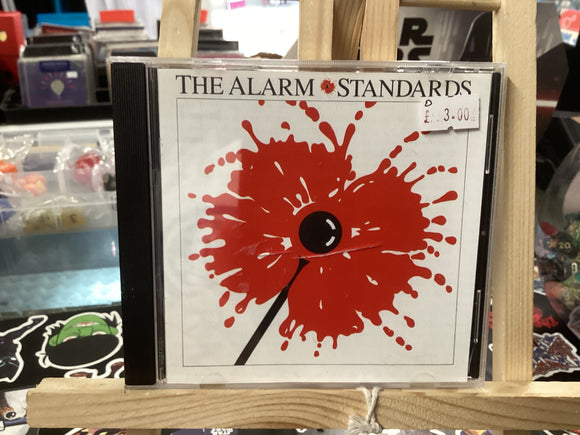 THE ALARM STANDARDS
D
£ 3.00